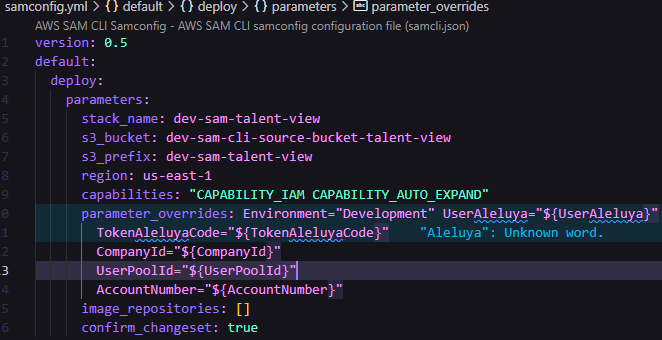 samconfig.yml > {} default > {} deploy > {} parameters > abc parameter_overrides
AWS SAM CLI Samconfig - AWS SAM CLI samconfig configuration file (samcli.json)
1 version: 0.5
2 default:
3 deploy:
4 parameters:
5 stack_name: dev-sam-talent-view
6 s3_bucket: dev-sam-cli-source-bucket-talent-view
7 s3_prefix: dev-sam-talent-view
8 region: us-east-1
9 capabilities: "CAPABILITY_IAM CAPABILITY_AUTO_EXPAND"
0 parameter_overrides: Environment="Development" UserAleluya="${UserAleluya}"
1 TokenAleluyaCode="${TokenAleluyaCode}" "Aleluya": Unknown word.
2 CompanyId="${CompanyId}"
3 UserPoolId="${UserPoolId}"
4 AccountNumber="${AccountNumber}"
5 image_repositories: []
6 confirm_changeset: true